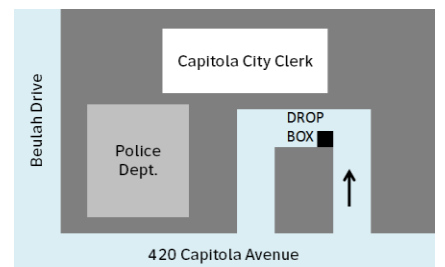 Capitola City Clerk
Beulah Drive
DROP
BOX
Police
Dept.
420 Capitola Avenue